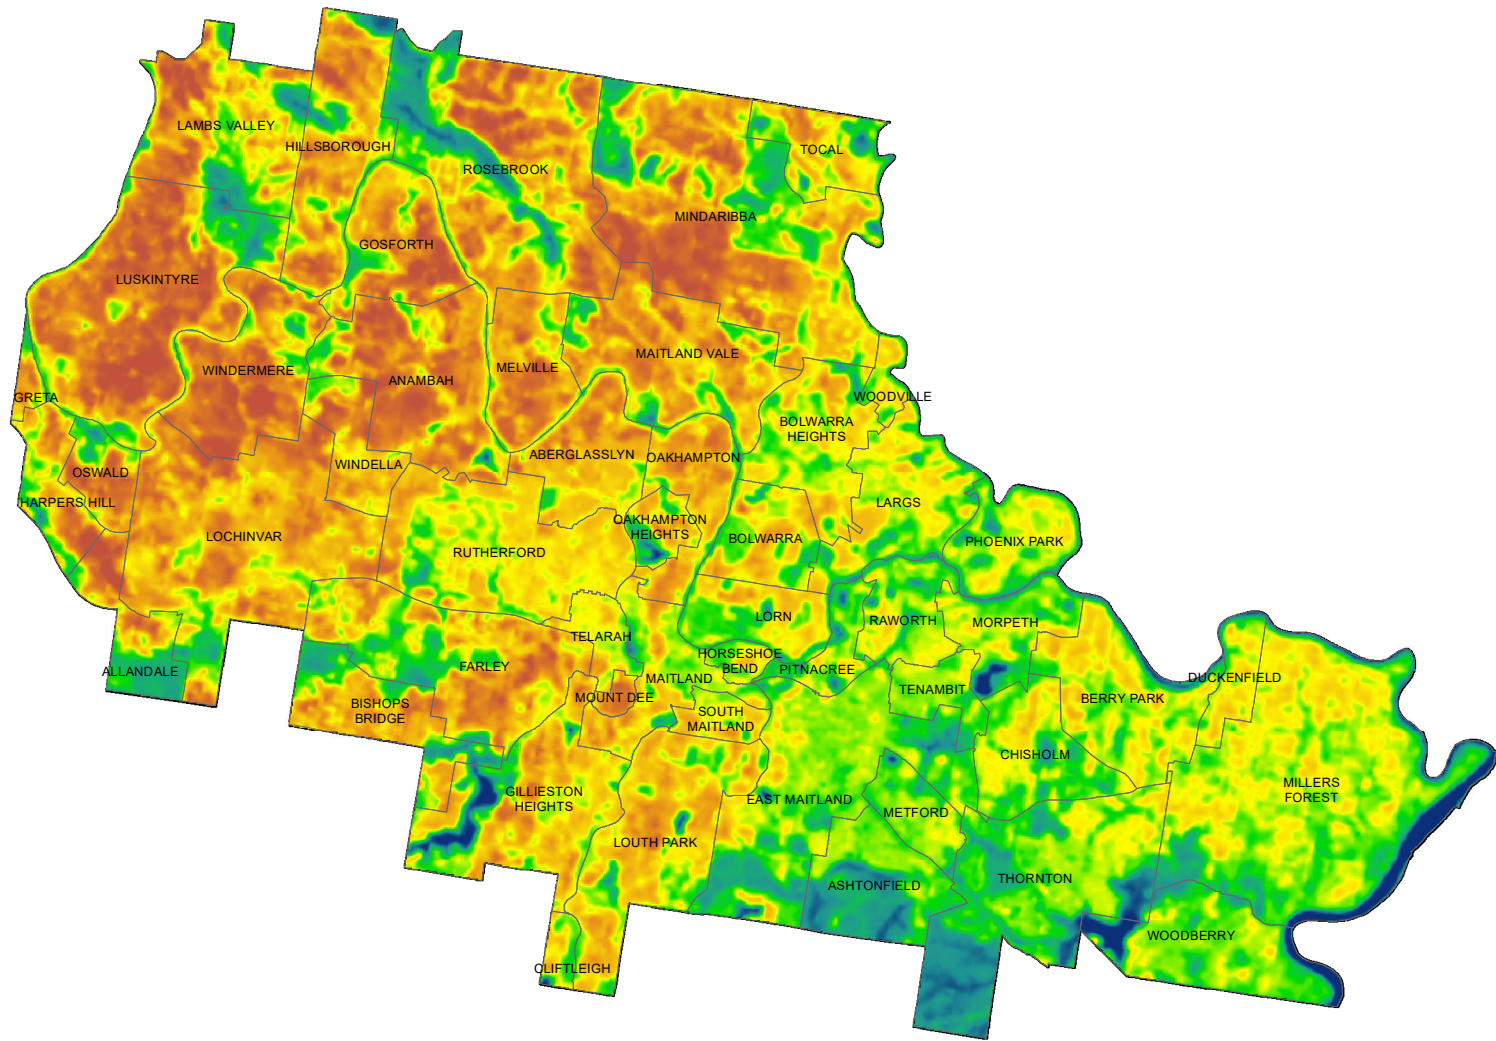 LAMBS VALLEY
HILLSBOROUGH
ROSEBROOK
TOCAL
MINDARIBBA
GOSFORTH
LUSKINTYRE
MAITLAND VALE
WINDERMERE
MELVILLE
ANAMBAH
GRETA
WOODVILLE
BOLWARRA
HEIGHTS
ABERGLASSLYN
OAKHAMPTON
WINDELLA
OSWALD
HARPERS HILL
LARGS
OAKHAMPTON
HEIGHTS
LOCHINVAR
BOLWARRA
PHOENIX PARK
RUTHERFORD
LORN
RAWORTH
MORPETH
TELARAH
HORSESHOE
BEND
PITNACREE
FARLEY
ALLANDALE
MAITLAND
DUCKENFIELD
TENAMBIT
MOUNT DEE
BERRY PARK
BISHOPS
BRIDGE
SOUTH
MAITLAND
CHISHOLM
MILLERS
FOREST
GILLIESTON
HEIGHTS
EAST MAITLAND
METFORD
LOUTH PARK
THORNTON
ASHTONFIELD
WOODBERRY
CLIFTLEIGH